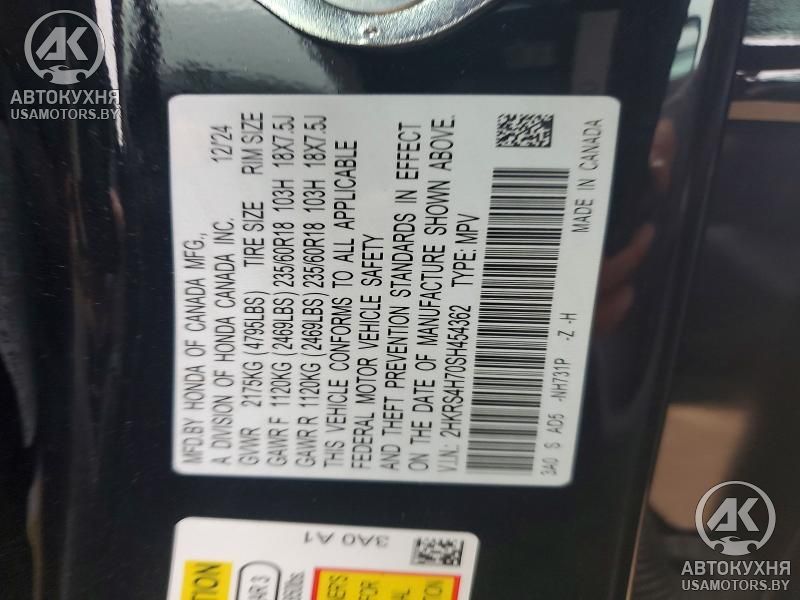 MFD.BY HONDA OF CANADA MFG.,
A DIVISION OF HONDA CANADA INC. 12/'24
GVWR 2175KG (4795LBS) TIRE SIZE RIM SIZE
GAWR F 1120KG (2469LBS) 235/60R18 103H 18X7.5J
GAWR R 1120KG (2469LBS) 235/60R18 103H 18X7.5J
THIS VEHICLE CONFORMS TO ALL APPLICABLE
FEDERAL MOTOR VEHICLE SAFETY
AND THEFT PREVENTION STANDARDS IN EFFECT
ON THE DATE OF MANUFACTURE SHOWN ABOVE.
V.I.N: 2HKRS4H70SH454362 TYPE: MPV
3A0 S AD5 -NH731P -Z -H MADE IN CANADA
3A0 A1
AK
АВТОКУХНЯ
USAMOTORS.BY
AK
АВТОКУХНЯ
USAMOTORS.BY